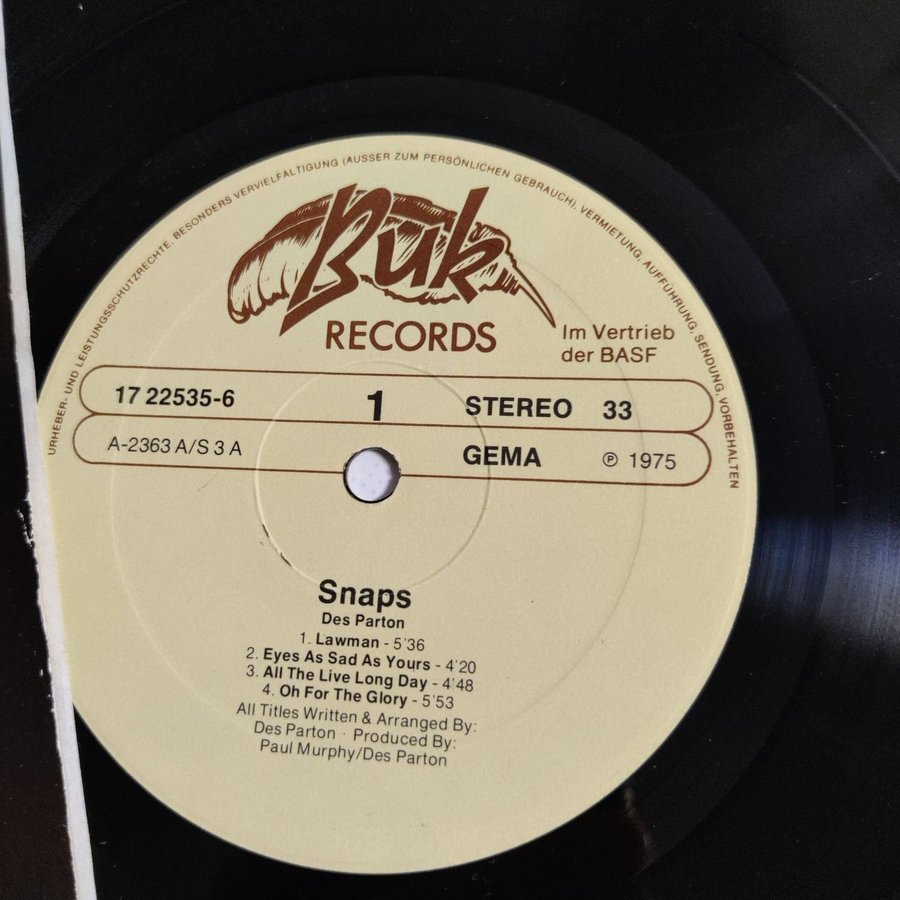 URHEBER- UND LEISTUNGSSCHUTZRECHTE, BESONDERS VERVIELFÄLTIGUNG (AUSSER ZUM PERSÖNLICHEN GEBRAUCH), VERMIETUNG, AUFFÜHRUNG, SENDUNG, VORBEHALTEN
Buk
RECORDS
Im Vertrieb
der BASF
17 22535-6 1 STEREO 33
A-2363 A/S 3 A GEMA ℗ 1975
Snaps
Des Parton
1. Lawman - 5'36
2. Eyes As Sad As Yours - 4'20
3. All The Live Long Day - 4'48
4. Oh For The Glory - 5'53
All Titles Written & Arranged By:
Des Parton · Produced By:
Paul Murphy/Des Parton